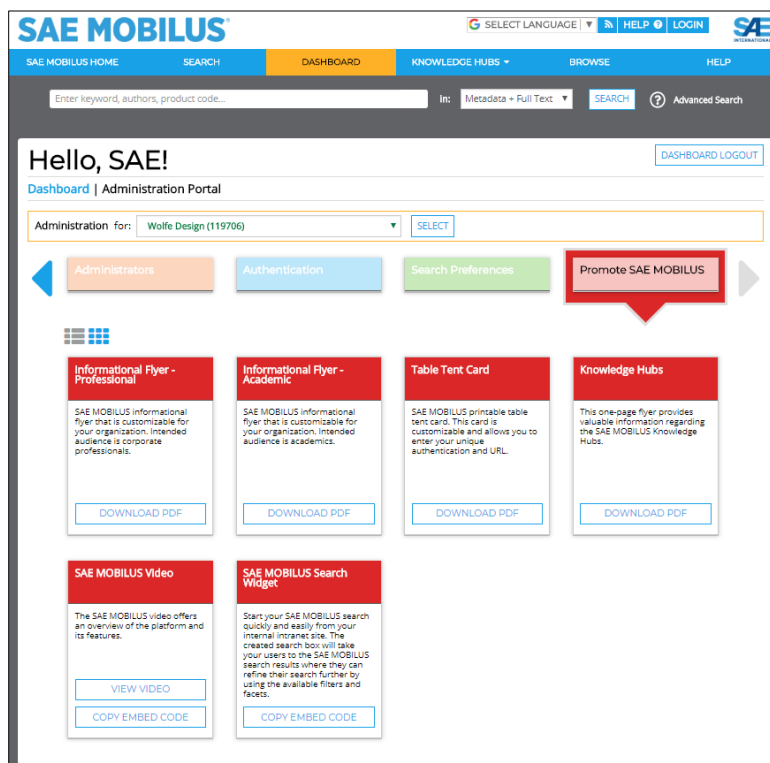 SAE MOBILUS®
G SELECT LANGUAGE ▼ HELP ? LOGIN
SAE
INTERNATIONAL
SAE MOBILUS HOME SEARCH DASHBOARD KNOWLEDGE HUBS BROWSE HELP
Enter keyword, authors, product code... In: Metadata + Full Text ▼ SEARCH ? Advanced Search
Hello, SAE!
DASHBOARD LOGOUT
Dashboard | Administration Portal
Administration for: Wolfe Design (119706) ▼ SELECT
Administrators Authentication Search Preferences Promote SAE MOBILUS
Informational Flyer -
Professional
SAE MOBILUS informational
flyer that is customizable for
your organization. Intended
audience is corporate
professionals.
DOWNLOAD PDF
Informational Flyer -
Academic
SAE MOBILUS informational
flyer that is customizable for
your organization. Intended
audience is academics.
DOWNLOAD PDF
Table Tent Card
SAE MOBILUS printable table
tent card. This card is
customizable and allows you to
enter your unique
authentication and URL.
DOWNLOAD PDF
Knowledge Hubs
This one-page flyer provides
valuable information regarding
the SAE MOBILUS Knowledge
Hubs.
DOWNLOAD PDF
SAE MOBILUS Video
The SAE MOBILUS video offers
an overview of the platform and
its features.
VIEW VIDEO
COPY EMBED CODE
SAE MOBILUS Search
Widget
Start your SAE MOBILUS search
quickly and easily from your
internal intranet site. The
created search box will take
your users to the SAE MOBILUS
search results where they can
refine their search further by
using the available filters and
facets.
COPY EMBED CODE